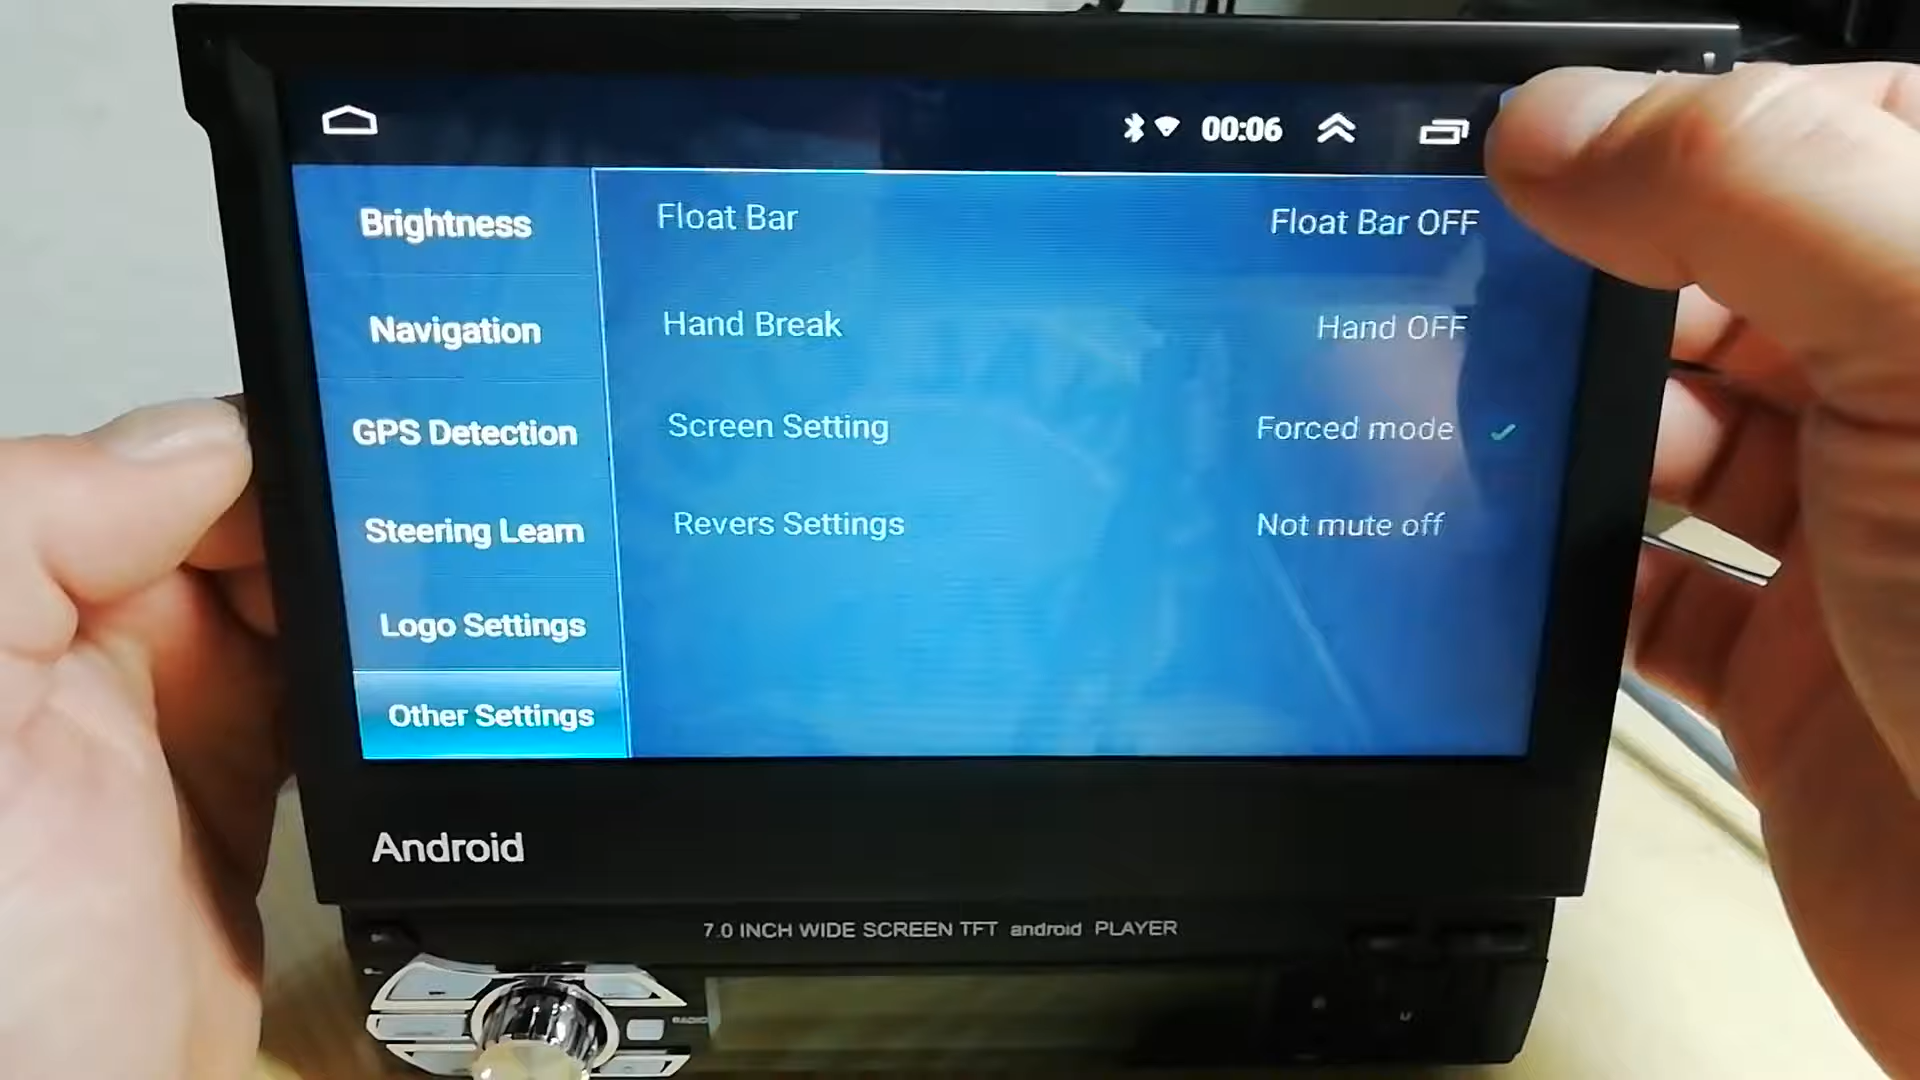 00:06
Brightness
Navigation
GPS Detection
Steering Learn
Logo Settings
Other Settings
Float Bar Float Bar OFF
Hand Break Hand OFF
Screen Setting Forced mode
Revers Settings Not mute off
Android
7.0 INCH WIDE SCREEN TFT android PLAYER
RADIO